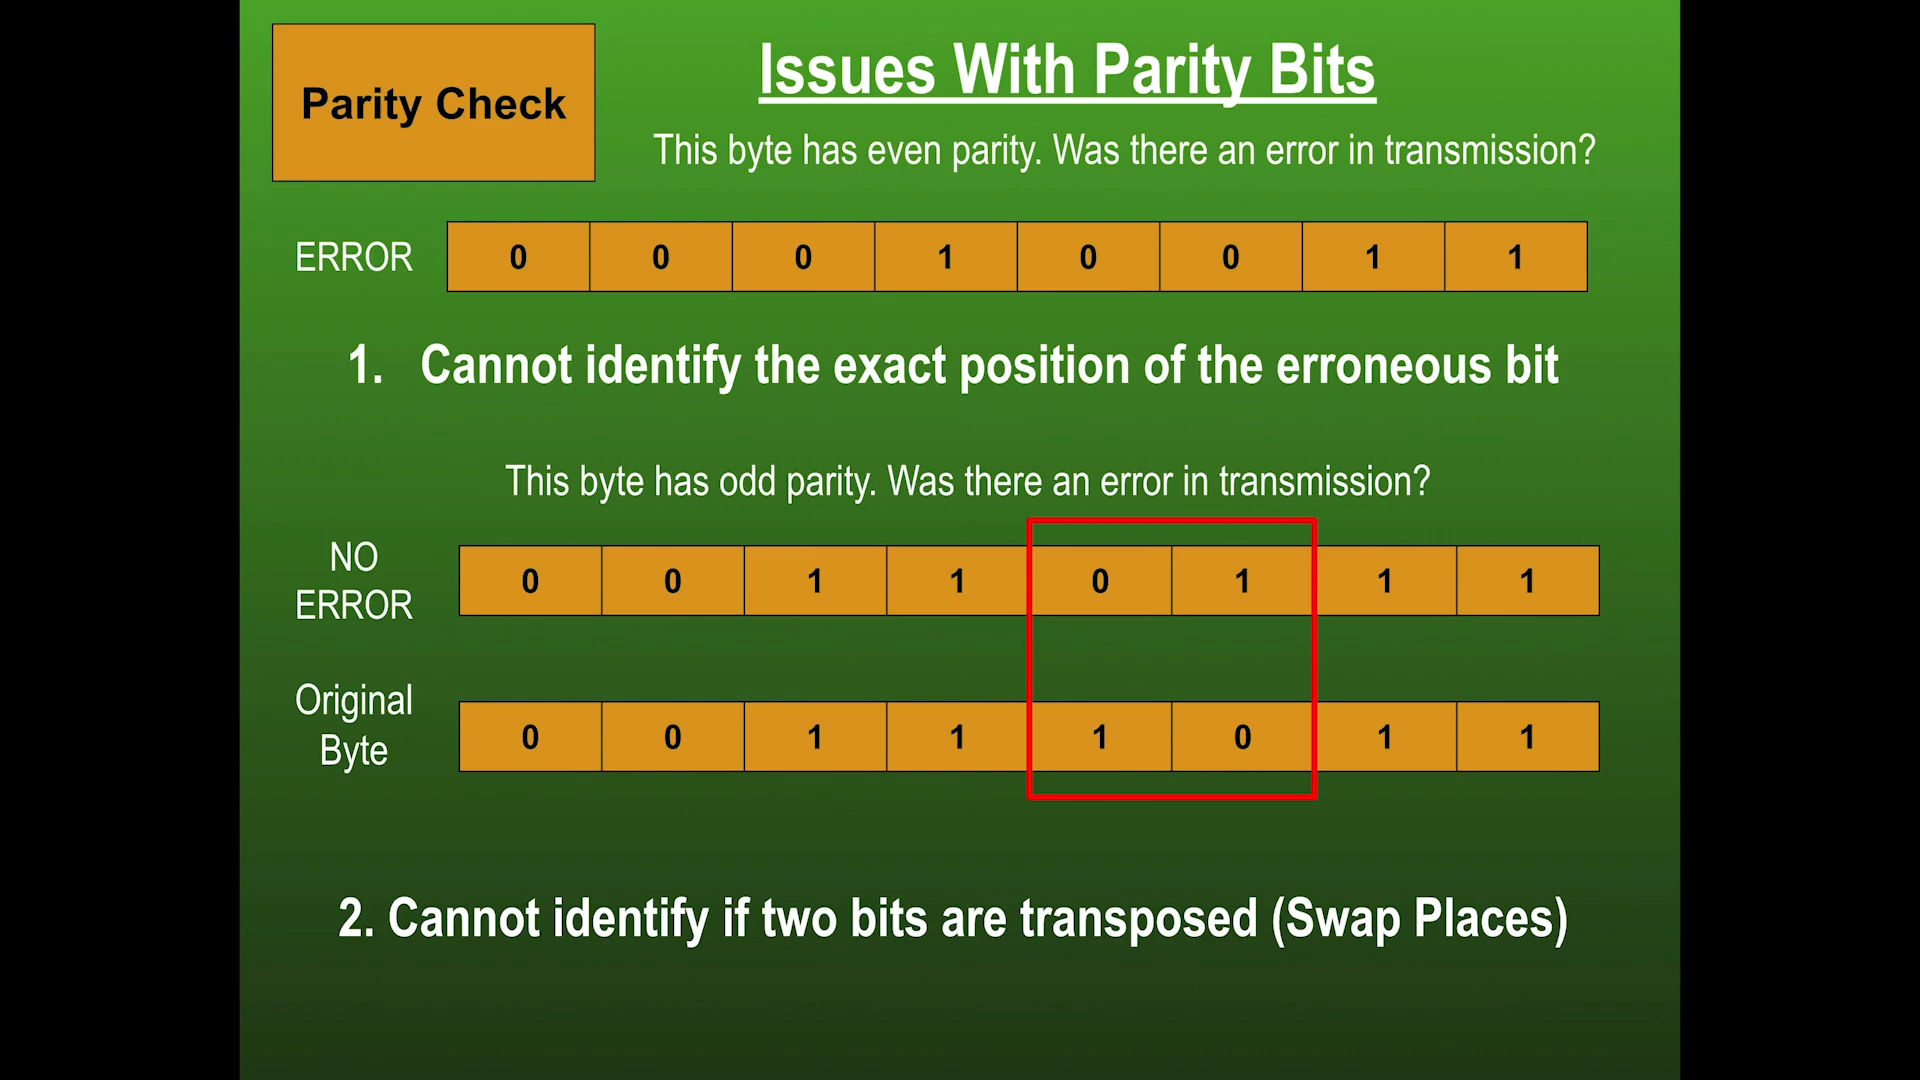 Parity Check
Issues With Parity Bits
This byte has even parity. Was there an error in transmission?
ERROR 0 0 0 1 0 0 1 1
1. Cannot identify the exact position of the erroneous bit
This byte has odd parity. Was there an error in transmission?
NO
ERROR
0 0 1 1 0 1 1 1
Original
Byte
0 0 1 1 1 0 1 1
2. Cannot identify if two bits are transposed (Swap Places)